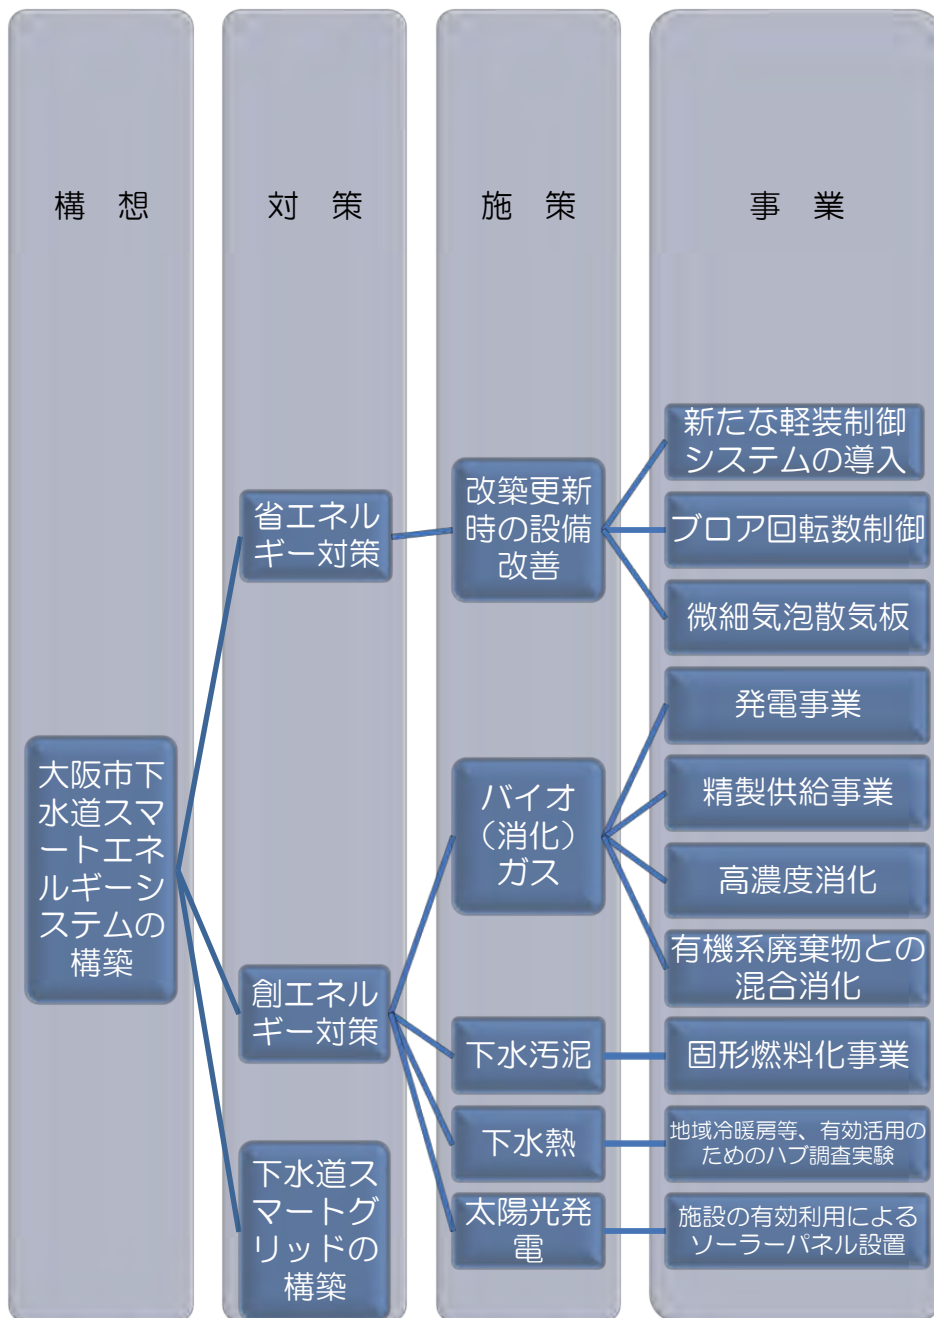 構　想
対　策
施　策
事　業
大阪市下
水道スマ
ートエネ
ルギーシ
ステムの
構築
省エネル
ギー対策
創エネル
ギー対策
下水道ス
マートグ
リッドの
構築
改築更新
時の設備
改善
バイオ
（消化）
ガス
下水汚泥
下水熱
太陽光発
電
新たな軽装制御
システムの導入
ブロア回転数制御
微細気泡散気板
発電事業
精製供給事業
高濃度消化
有機系廃棄物との
混合消化
固形燃料化事業
地域冷暖房等、有効活用の
ためのハブ調査実験
施設の有効利用による
ソーラーパネル設置